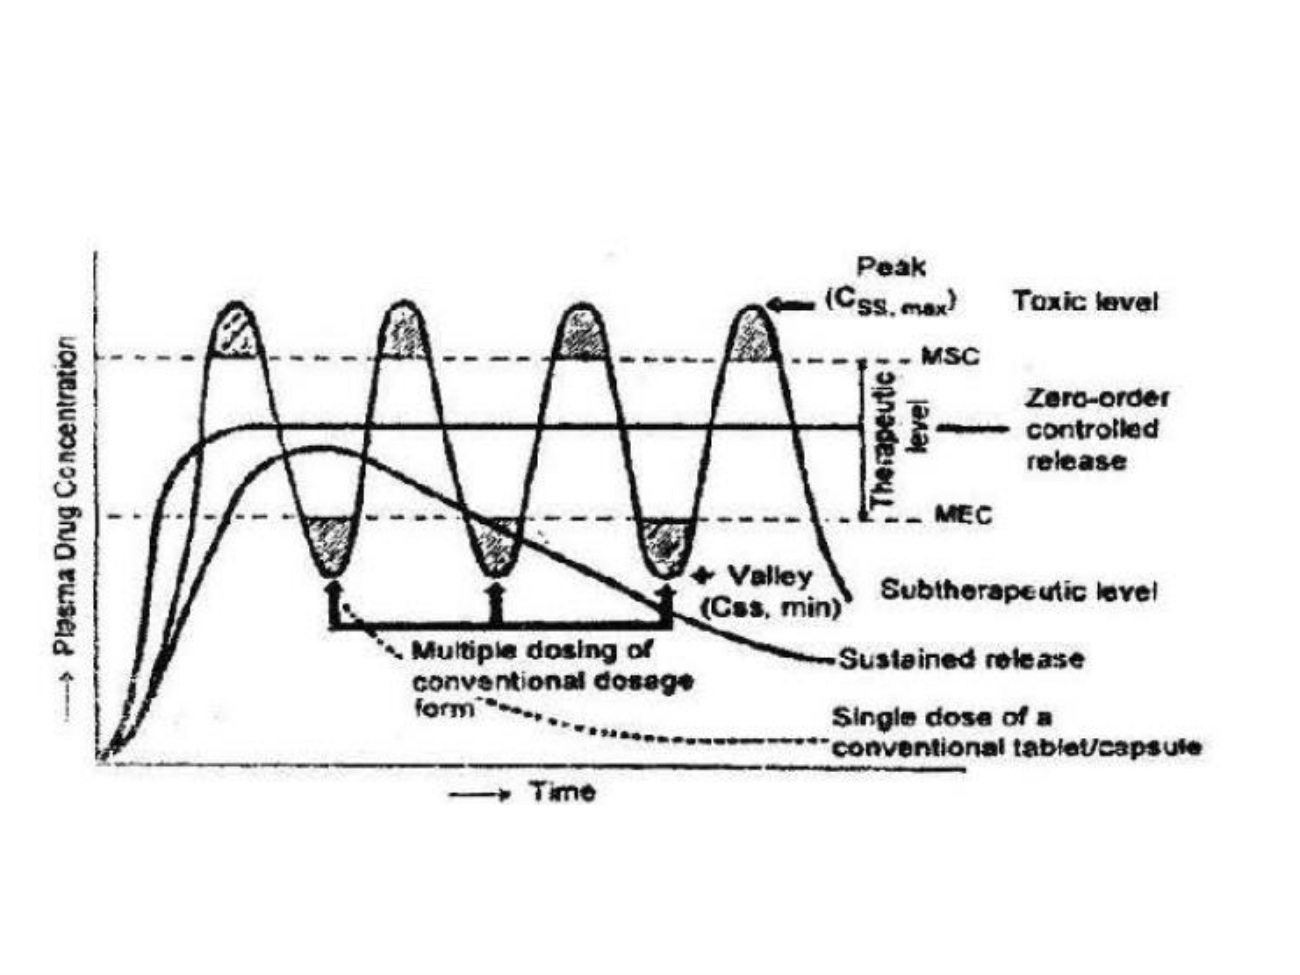 Peak
(CSS, max)
Toxic level
MSC
Therapeutic
level
Zero-order
controlled
release
MEC
Valley
(Css, min)
Subtherapeutic level
Multiple dosing of
conventional dosage
form
Sustained release
Single dose of a
conventional tablet/capsule
Plasma Drug Concentration
Time